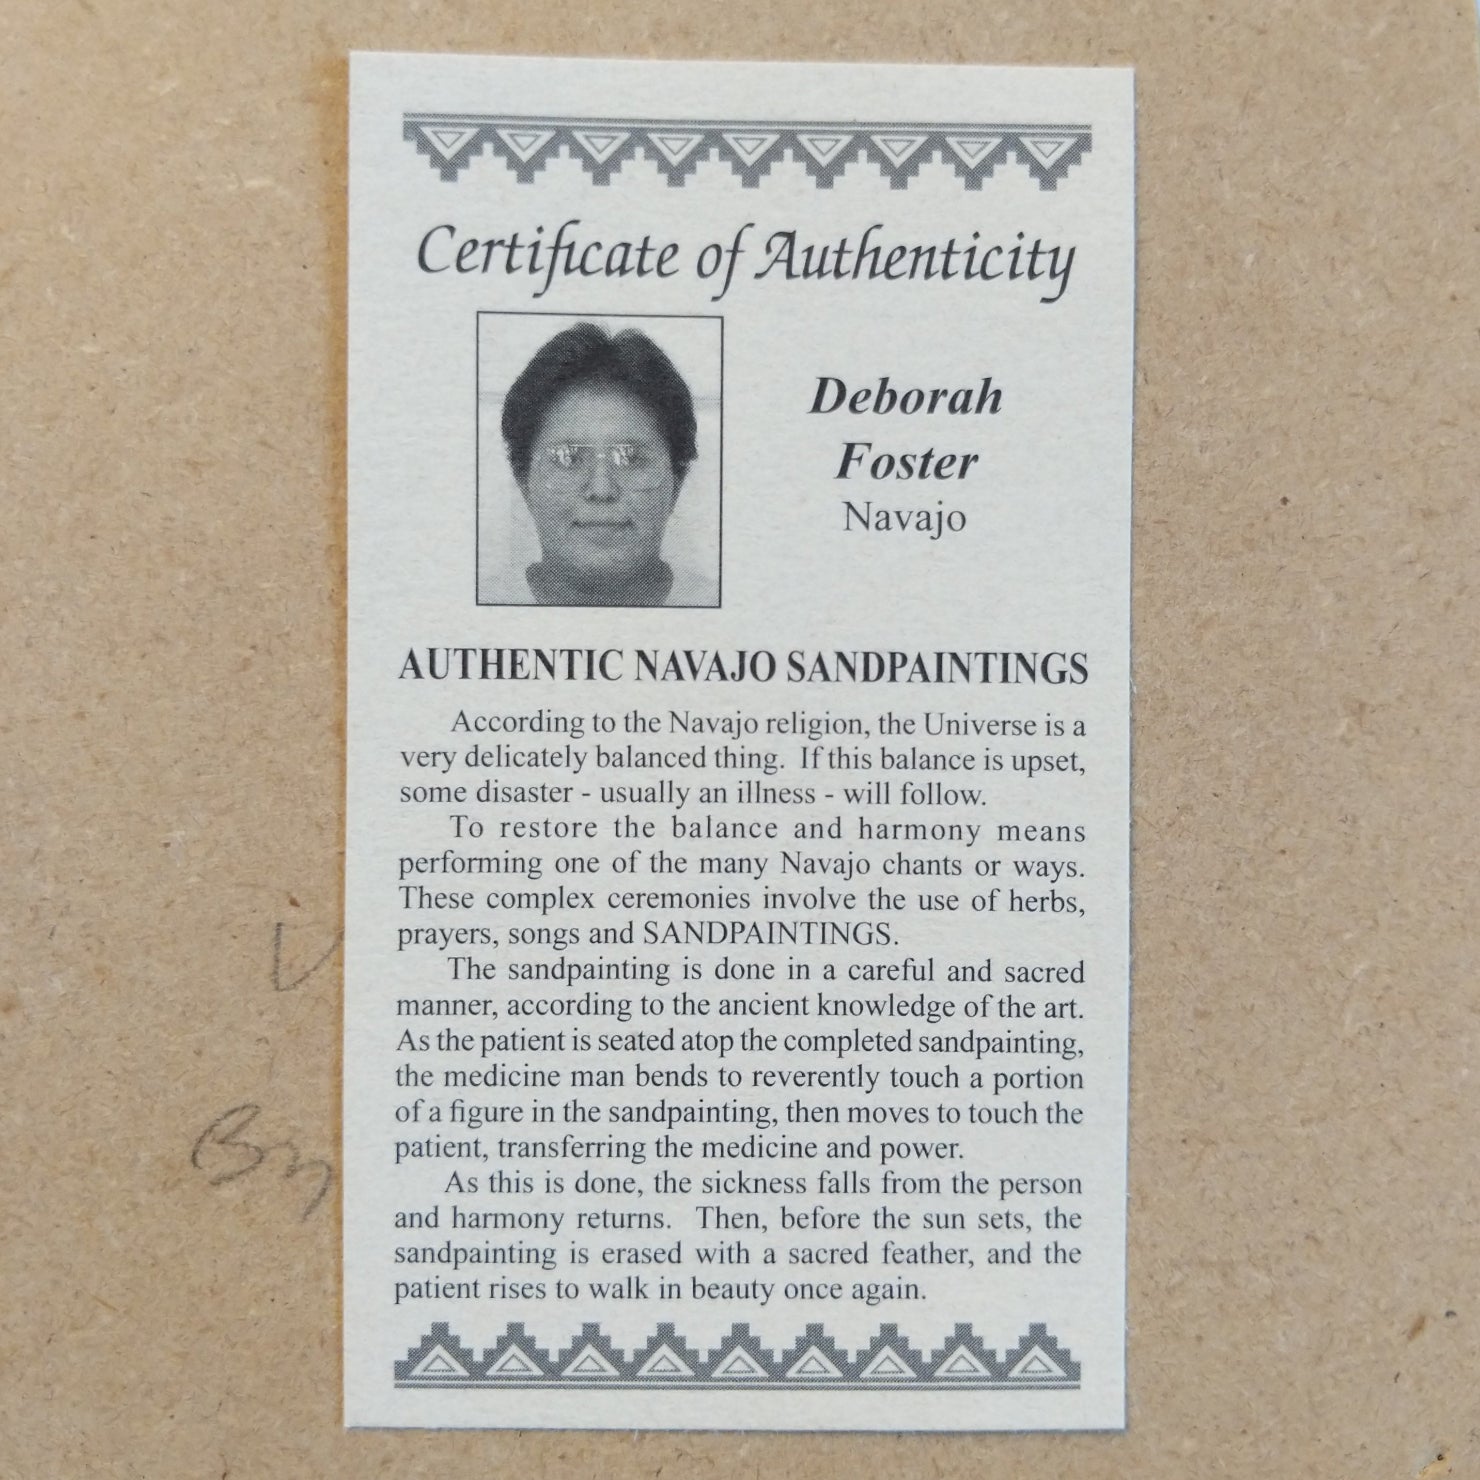 Certificate of Authenticity
Deborah
Foster
Navajo
AUTHENTIC NAVAJO SANDPAINTINGS
According to the Navajo religion, the Universe is a
very delicately balanced thing. If this balance is upset,
some disaster - usually an illness - will follow.
To restore the balance and harmony means
performing one of the many Navajo chants or ways.
These complex ceremonies involve the use of herbs,
prayers, songs and SANDPAINTINGS.
The sandpainting is done in a careful and sacred
manner, according to the ancient knowledge of the art.
As the patient is seated atop the completed sandpainting,
the medicine man bends to reverently touch a portion
of a figure in the sandpainting, then moves to touch the
patient, transferring the medicine and power.
As this is done, the sickness falls from the person
and harmony returns. Then, before the sun sets, the
sandpainting is erased with a sacred feather, and the
patient rises to walk in beauty once again.
By